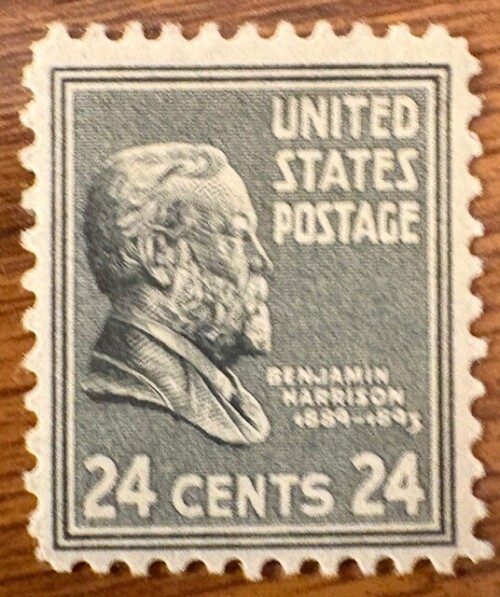 UNITED
STATES
POSTAGE
BENJAMIN
HARRISON
1889-1893
24 CENTS 24